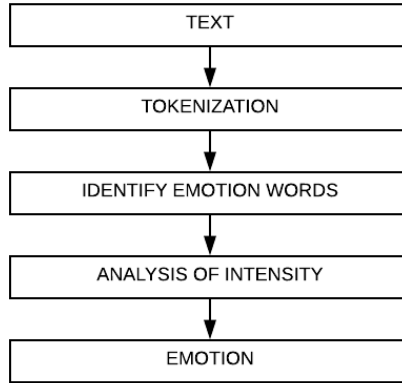 TEXT
TOKENIZATION
IDENTIFY EMOTION WORDS
ANALYSIS OF INTENSITY
EMOTION